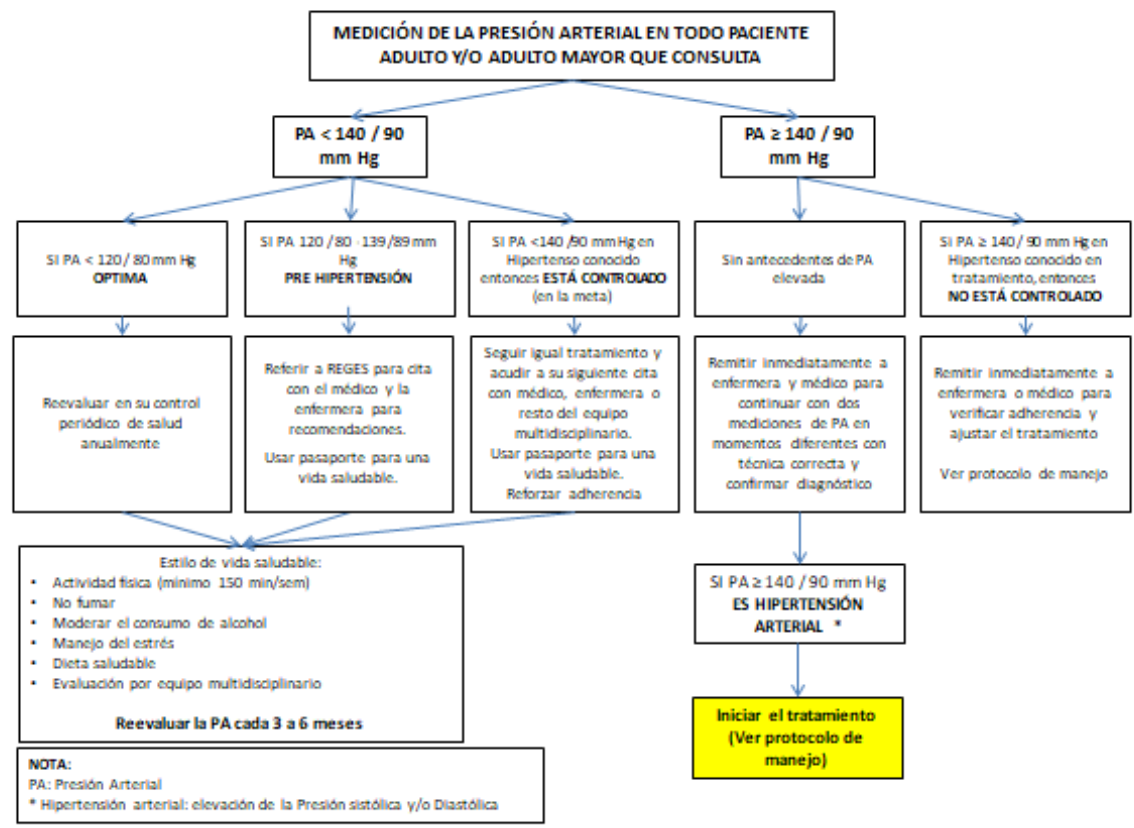 MEDICIÓN DE LA PRESIÓN ARTERIAL EN TODO PACIENTE
ADULTO Y/O ADULTO MAYOR QUE CONSULTA
PA < 140 / 90
mm Hg
PA ≥ 140 / 90
mm Hg
SI PA < 120 / 80 mm Hg
OPTIMA
SI PA 120 / 80 - 139 /89 mm
Hg
PRE HIPERTENSIÓN
SI PA <140 /90 mm Hg en
Hipertenso conocido
entonces ESTÁ CONTROLADO
(en la meta)
Sin antecedentes de PA
elevada
SI PA ≥ 140 / 90 mm Hg en
Hipertenso conocido en
tratamiento, entonces
NO ESTÁ CONTROLADO
Reevaluar en su control
periódico de salud
anualmente
Referir a REGES para cita
con el médico y la
enfermera para
recomendaciones.
Usar pasaporte para una
vida saludable.
Seguir igual tratamiento y
acudir a su siguiente cita
con médico, enfermera o
resto del equipo
multidisciplinario.
Usar pasaporte para una
vida saludable.
Reforzar adherencia
Remitir inmediatamente a
enfermera y médico para
continuar con dos
mediciones de PA en
momentos diferentes con
técnica correcta y
confirmar diagnóstico
Remitir inmediatamente a
enfermera o médico para
verificar adherencia y
ajustar el tratamiento
Ver protocolo de manejo
Estilo de vida saludable:
• Actividad física (mínimo 150 min/sem)
• No fumar
• Moderar el consumo de alcohol
• Manejo del estrés
• Dieta saludable
• Evaluación por equipo multidisciplinario
Reevaluar la PA cada 3 a 6 meses
SI PA ≥ 140 / 90 mm Hg
ES HIPERTENSIÓN
ARTERIAL *
Iniciar el tratamiento
(Ver protocolo de
manejo)
NOTA:
PA: Presión Arterial
* Hipertensión arterial: elevación de la Presión sistólica y/o Diastólica